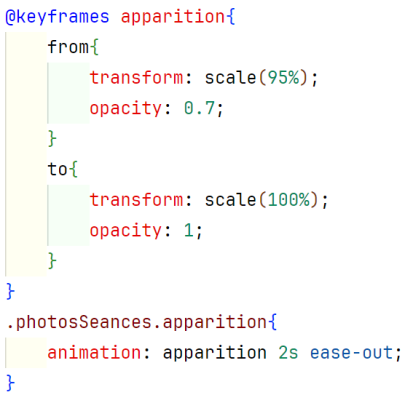 @keyframes apparition{
from{
transform: scale(95%);
opacity: 0.7;
}
to{
transform: scale(100%);
opacity: 1;
}
}
.photosSeances.apparition{
animation: apparition 2s ease-out;
}